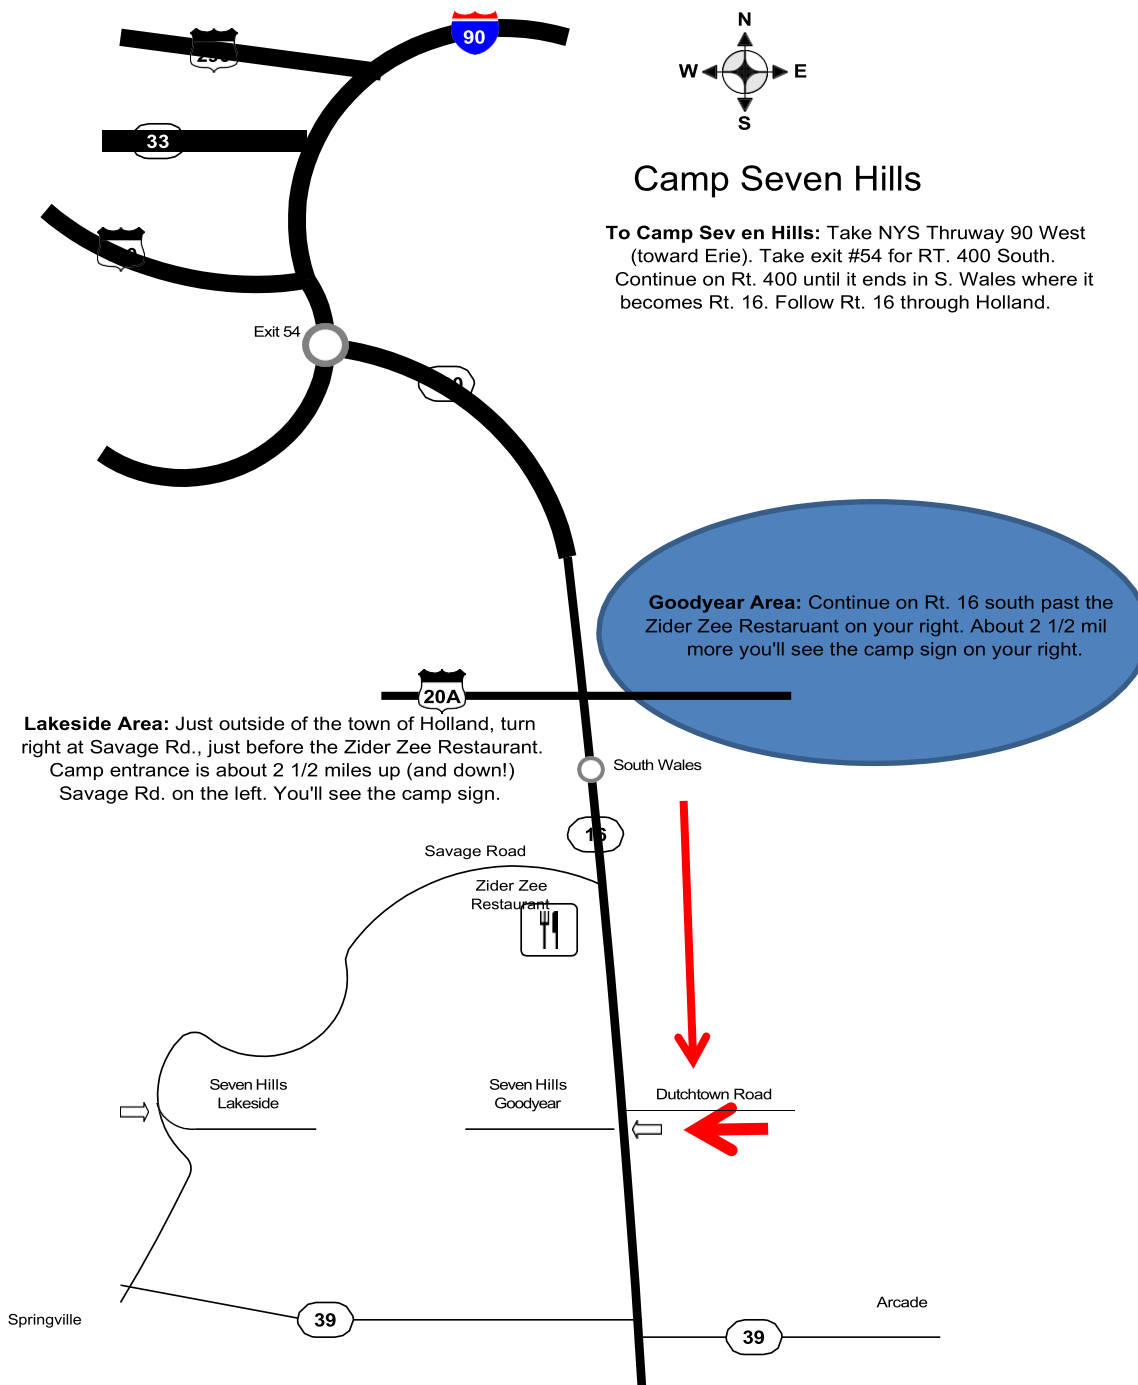 90
N
W E
S
33
Camp Seven Hills
To Camp Sev en Hills: Take NYS Thruway 90 West
(toward Erie). Take exit #54 for RT. 400 South.
Continue on Rt. 400 until it ends in S. Wales where it
becomes Rt. 16. Follow Rt. 16 through Holland.
Exit 54
Goodyear Area: Continue on Rt. 16 south past the
Zider Zee Restaruant on your right. About 2 1/2 mil
more you'll see the camp sign on your right.
20A
Lakeside Area: Just outside of the town of Holland, turn
right at Savage Rd., just before the Zider Zee Restaurant.
Camp entrance is about 2 1/2 miles up (and down!)
Savage Rd. on the left. You'll see the camp sign.
South Wales
16
Savage Road
Zider Zee
Restaurant
Seven Hills
Lakeside
Seven Hills
Goodyear
Dutchtown Road
Springville
39
Arcade
39